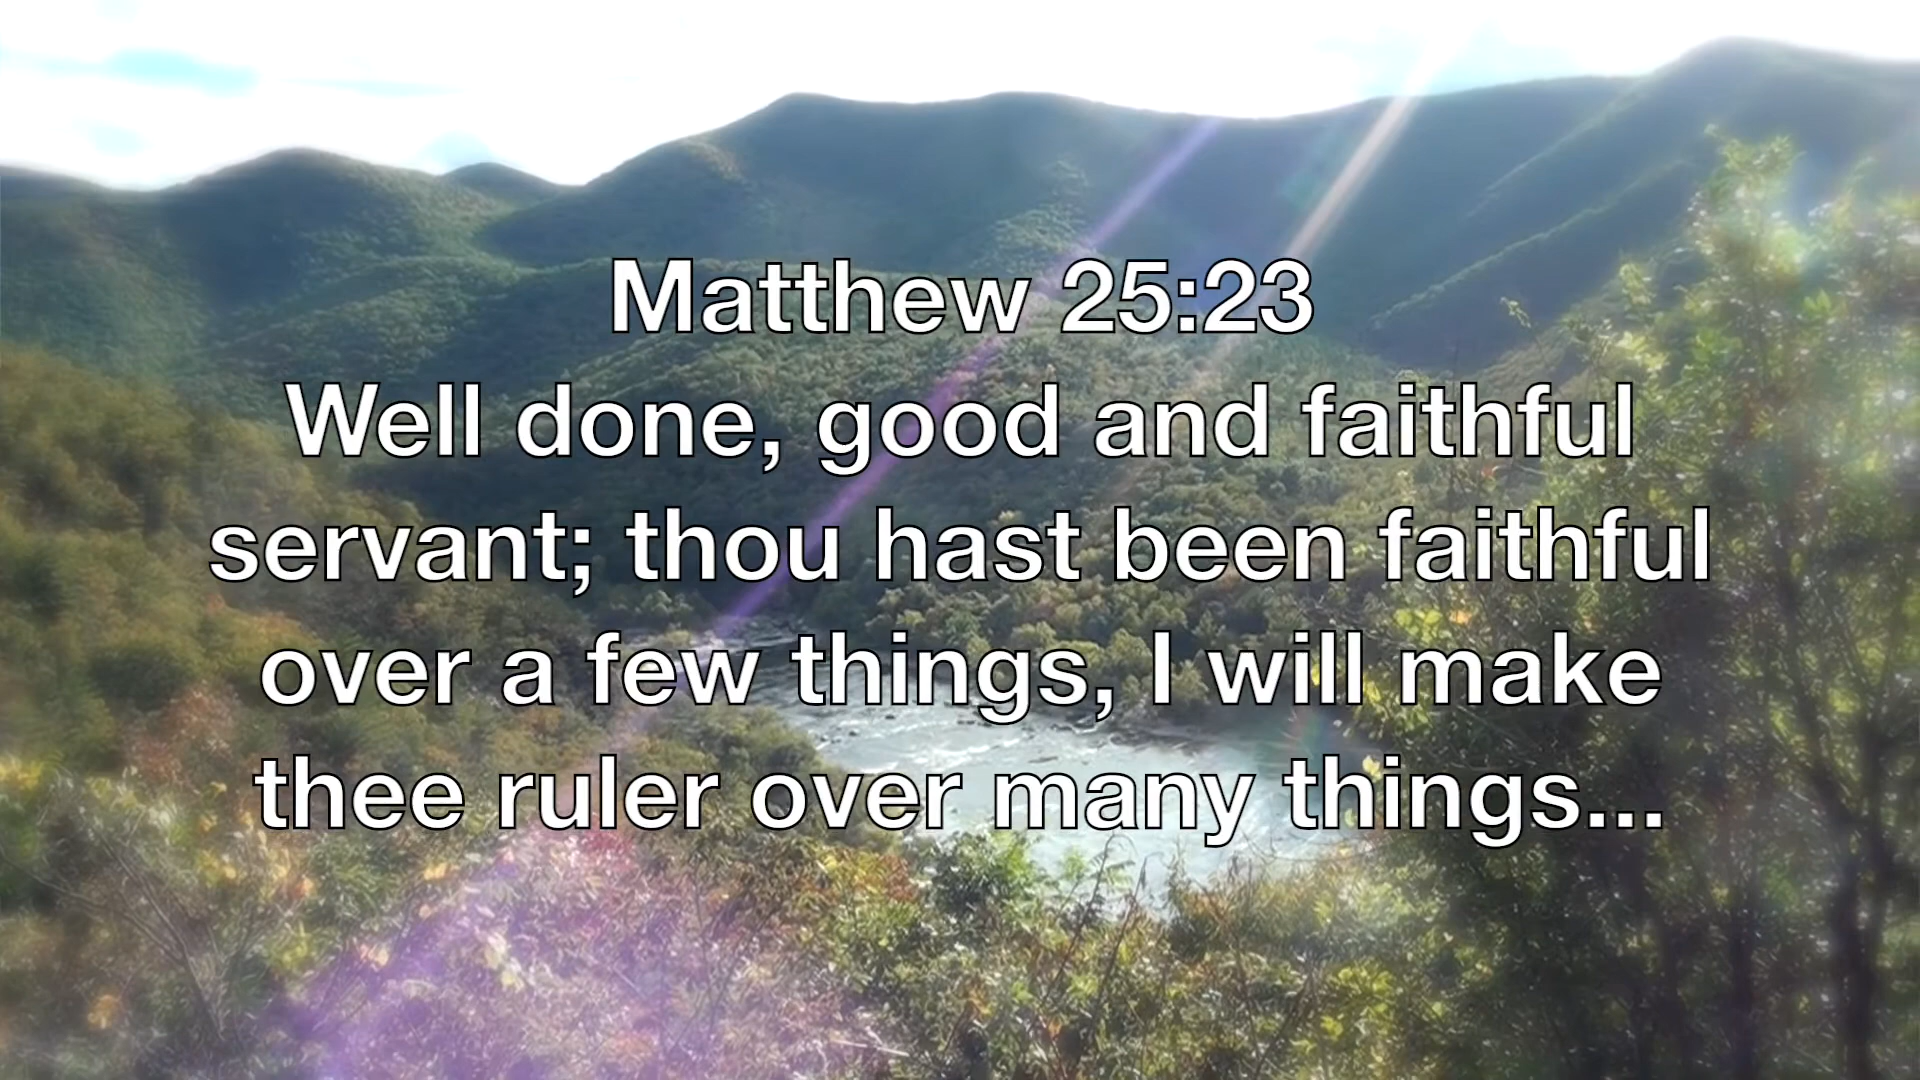 Matthew 25:23
Well done, good and faithful
servant; thou hast been faithful
over a few things, I will make
thee ruler over many things...